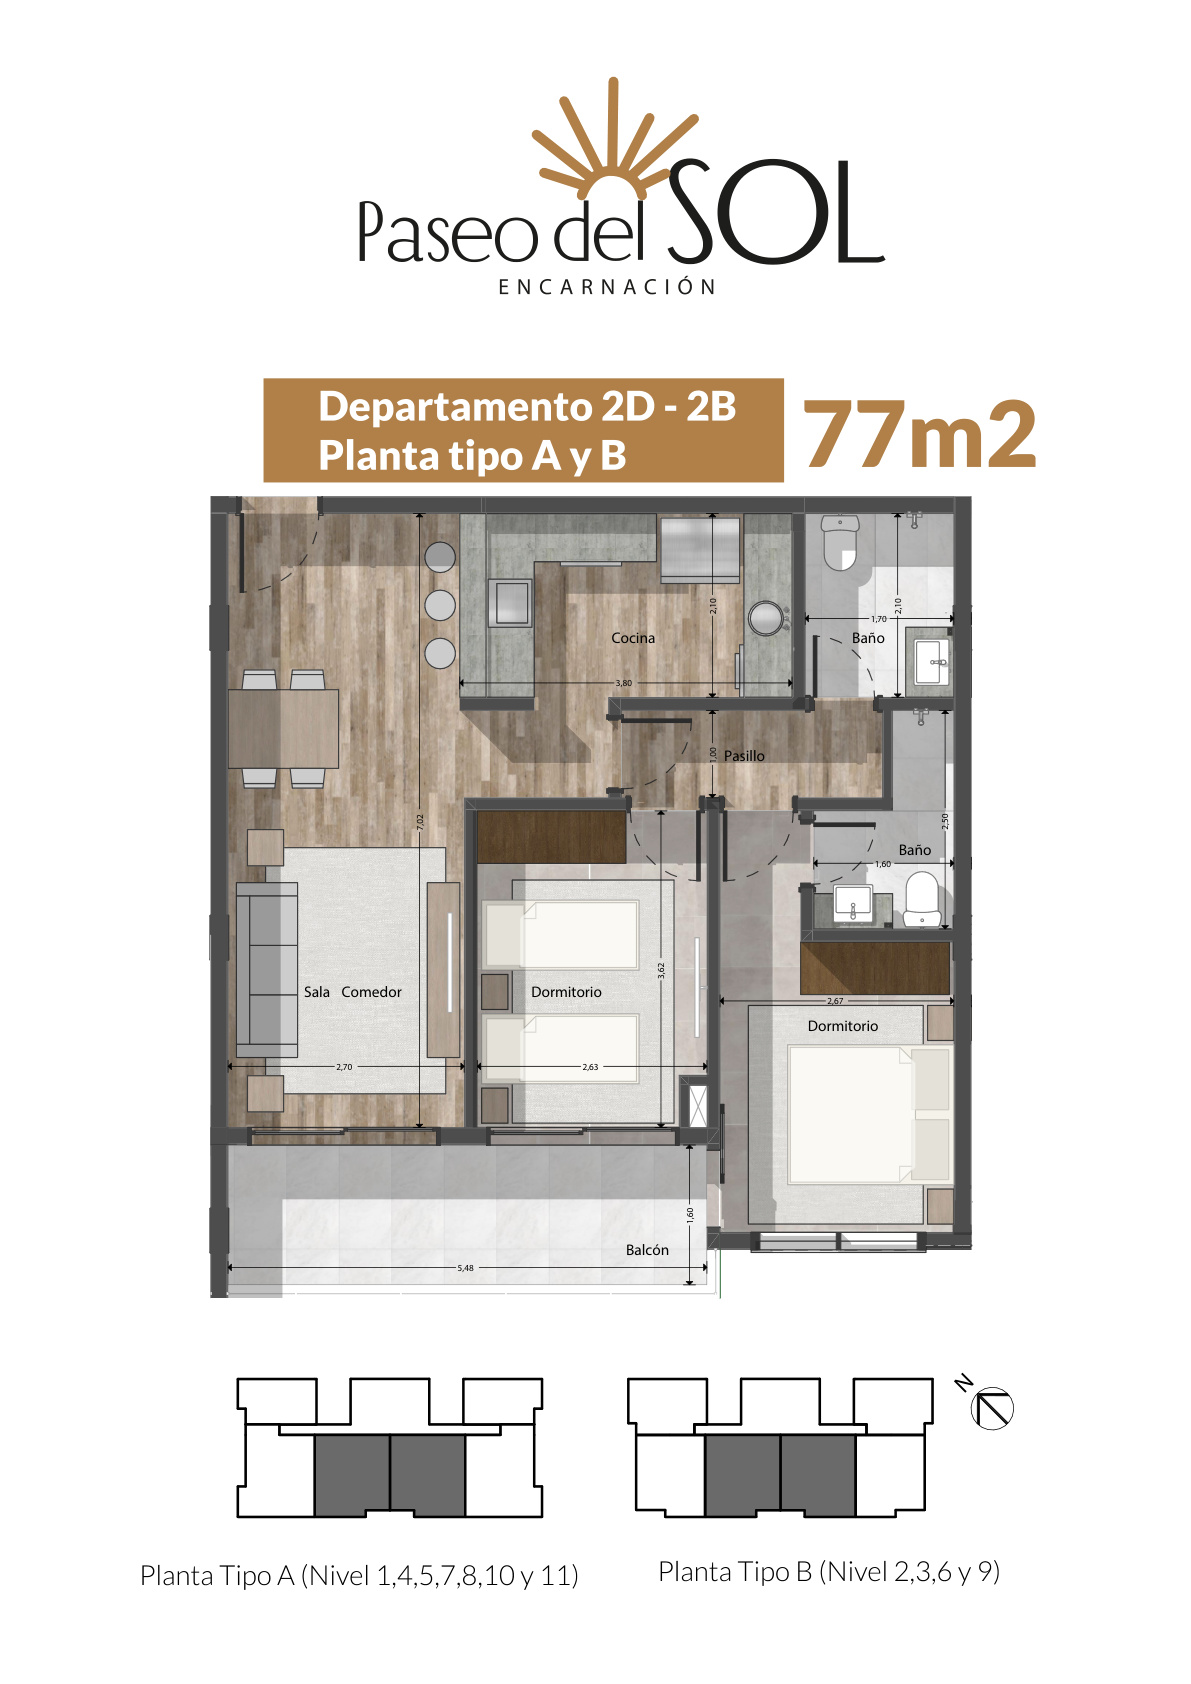 Paseo del SOL
ENCARNACIÓN
Departamento 2D - 2B
Planta tipo A y B
77m2
2,10
2,10
1,70
Cocina
Baño
3,80
1,00
Pasillo
7,02
2,50
Baño
1,60
3,62
Sala Comedor
Dormitorio
2,67
Dormitorio
2,70
2,63
1,60
Balcón
5,48
N
Planta Tipo A (Nivel 1,4,5,7,8,10 y 11)
Planta Tipo B (Nivel 2,3,6 y 9)